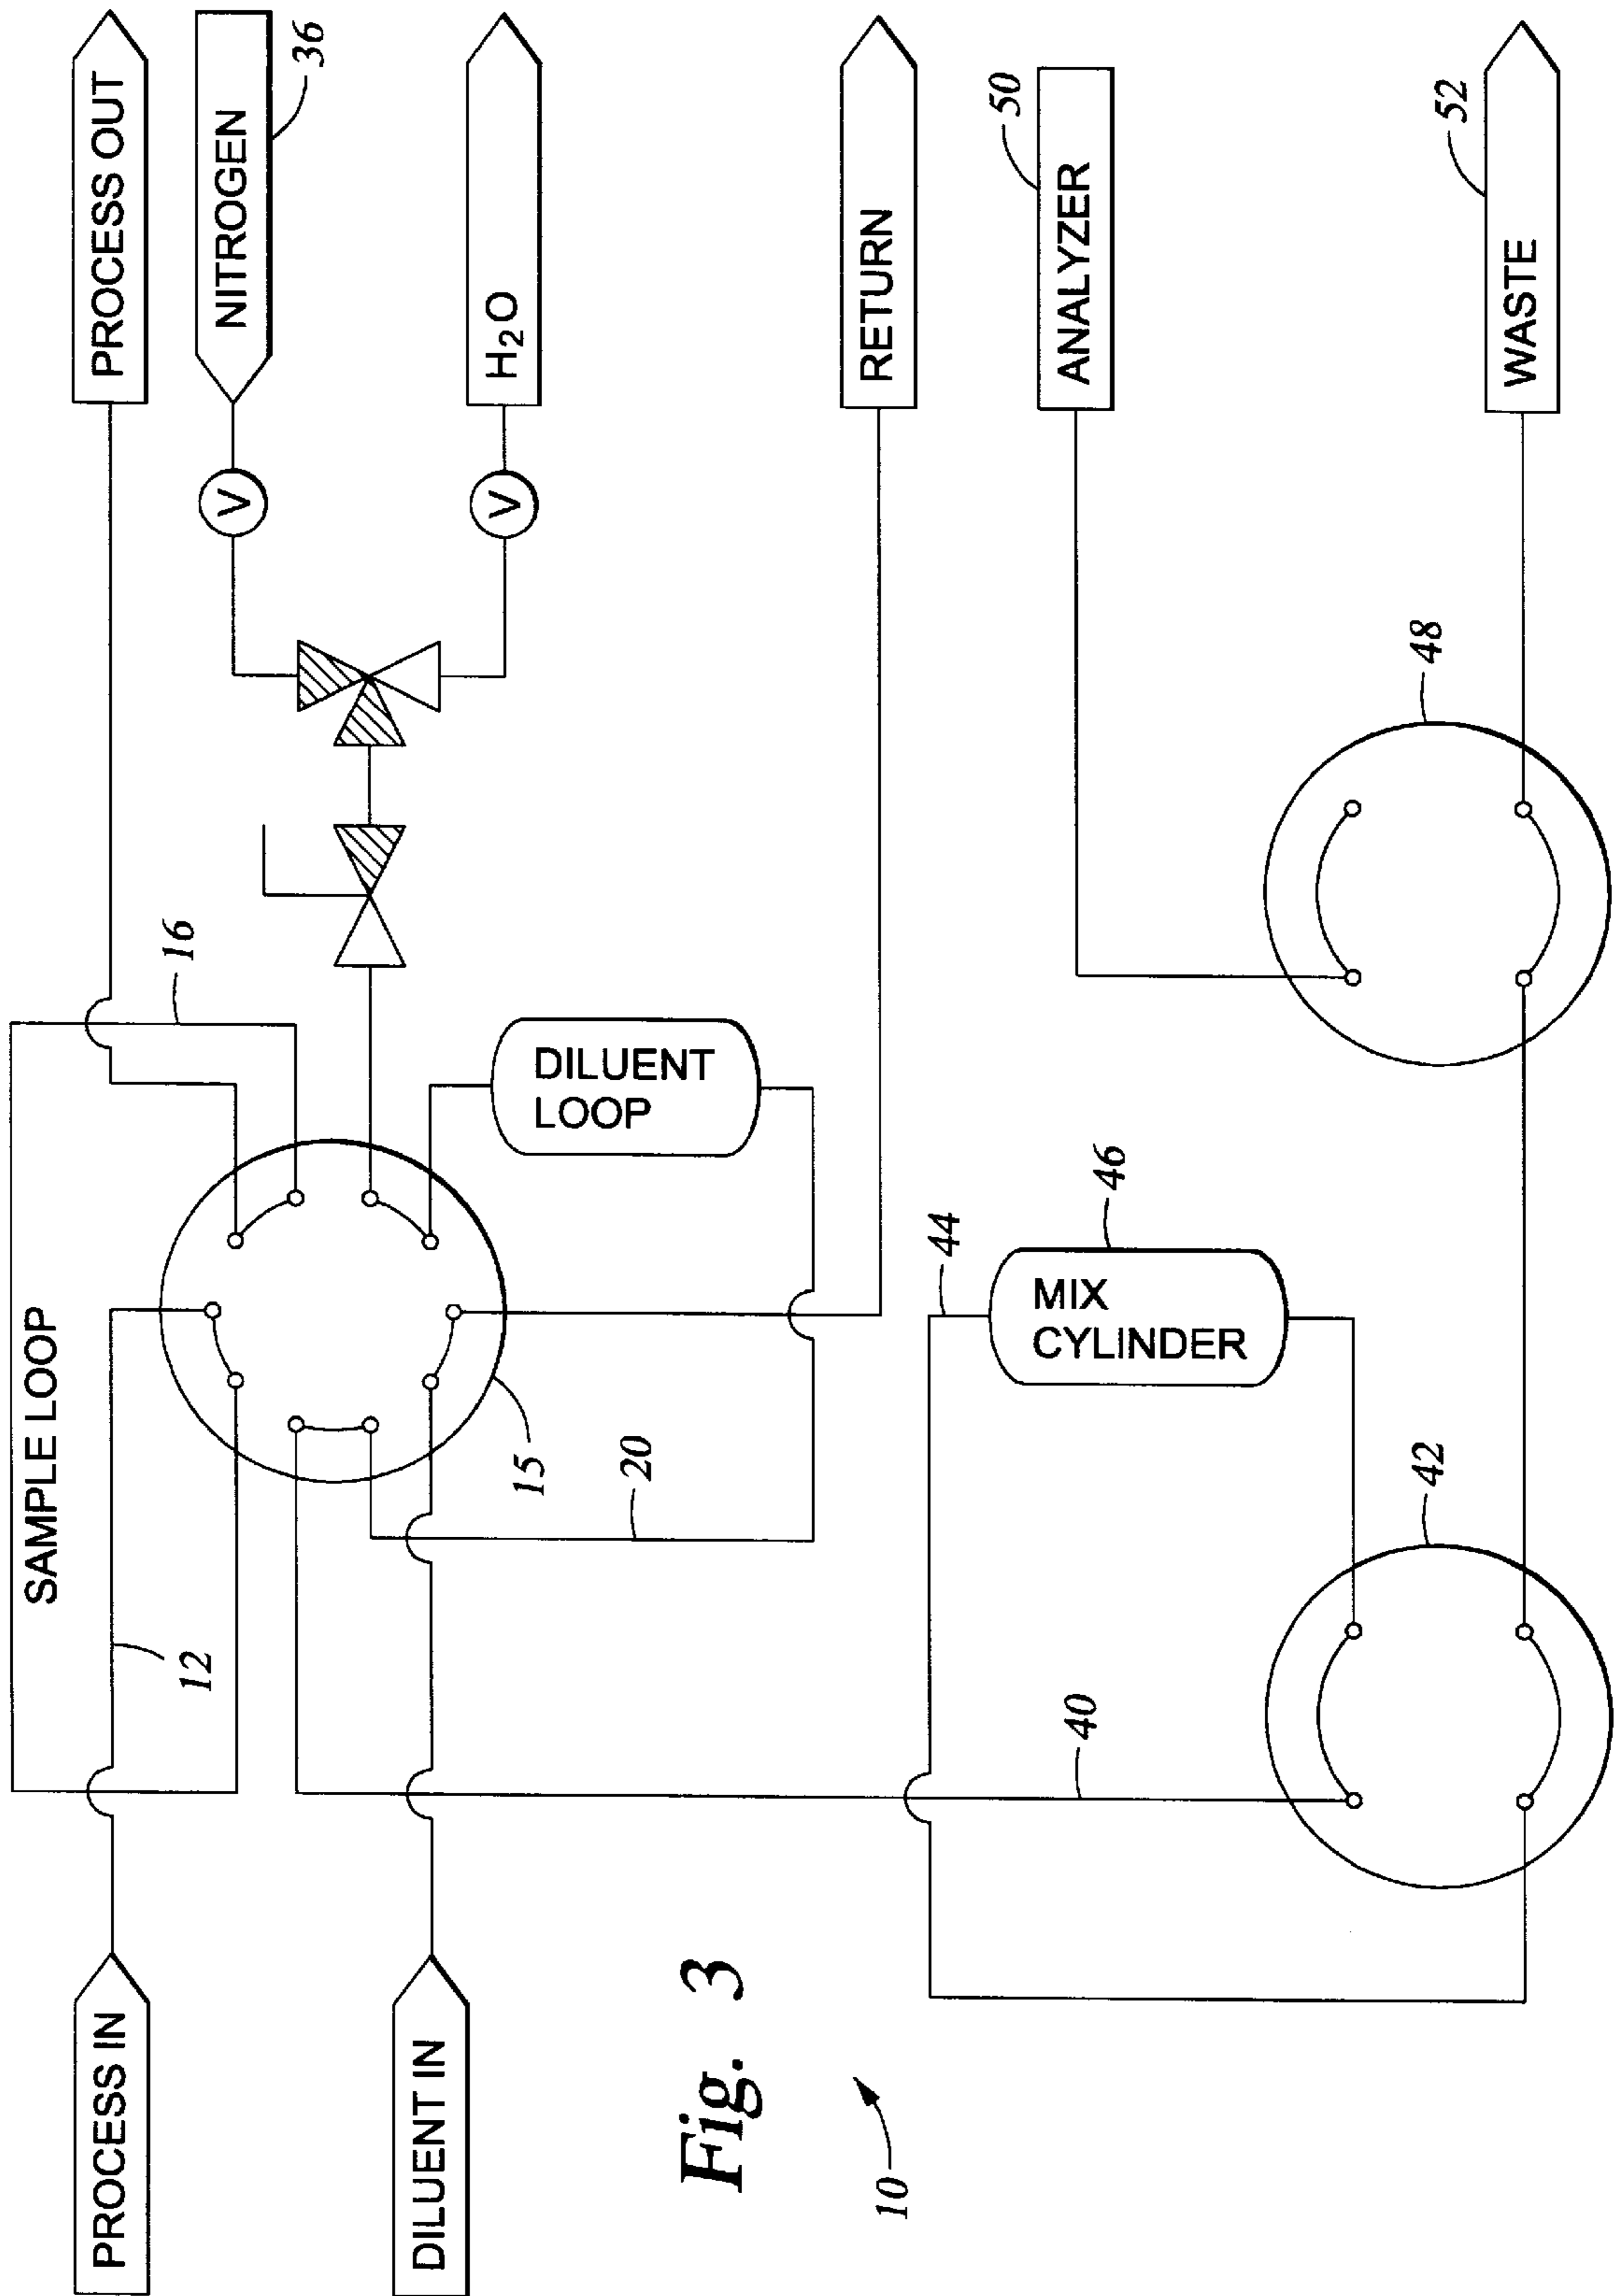 PROCESS IN
PROCESS OUT
SAMPLE LOOP
12
16
NITROGEN
36
V
V
H₂O
DILUENT IN
15
20
DILUENT
LOOP
RETURN
Fig. 3
10
40
44
MIX
CYLINDER
46
42
ANALYZER
50
48
WASTE
52